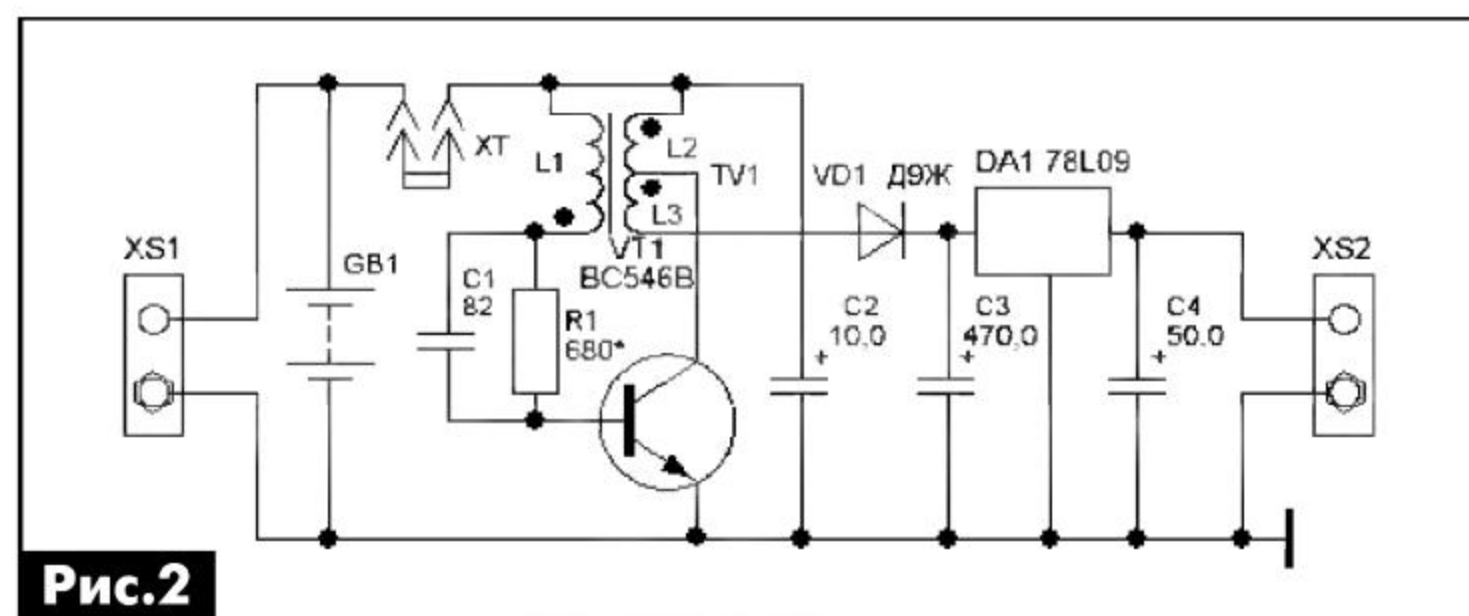 XT
L1
L2
TV1
L3
VD1
Д9Ж
DA1 78L09
XS1
GB1
C1
82
R1
680*
VT1
BC546B
C2
10,0
+
C3
470,0
+
C4
50,0
+
XS2
Рис.2